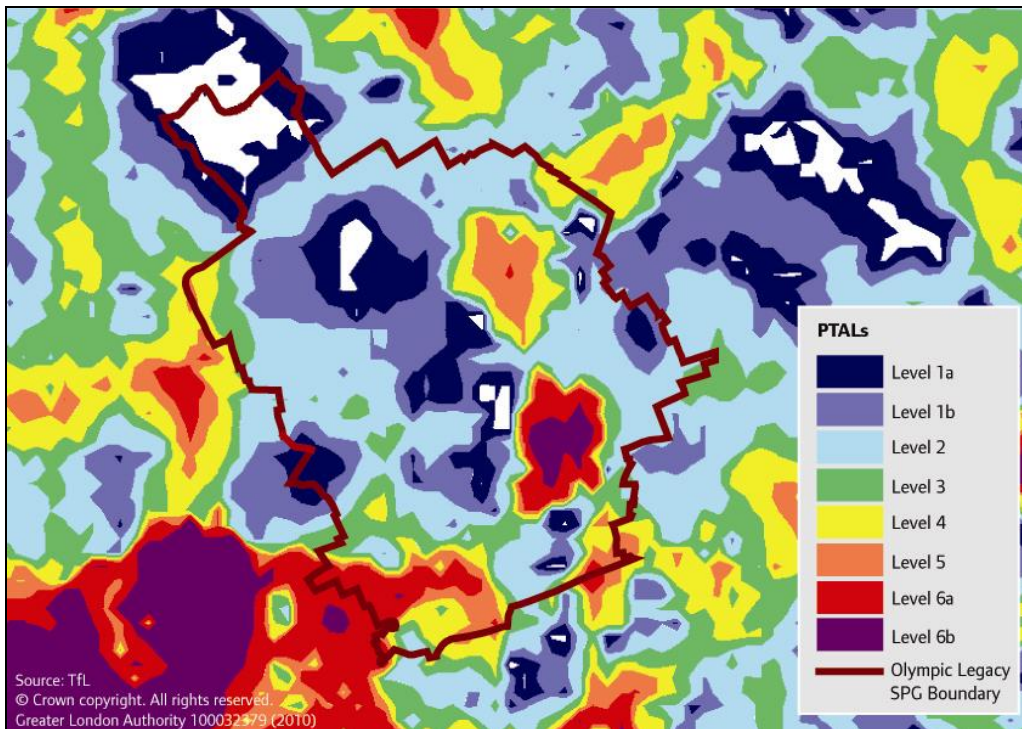 PTALs
Level 1a
Level 1b
Level 2
Level 3
Level 4
Level 5
Level 6a
Level 6b
Olympic Legacy
SPG Boundary
Source: TfL
© Crown copyright. All rights reserved.
Greater London Authority 100032379 (2010)